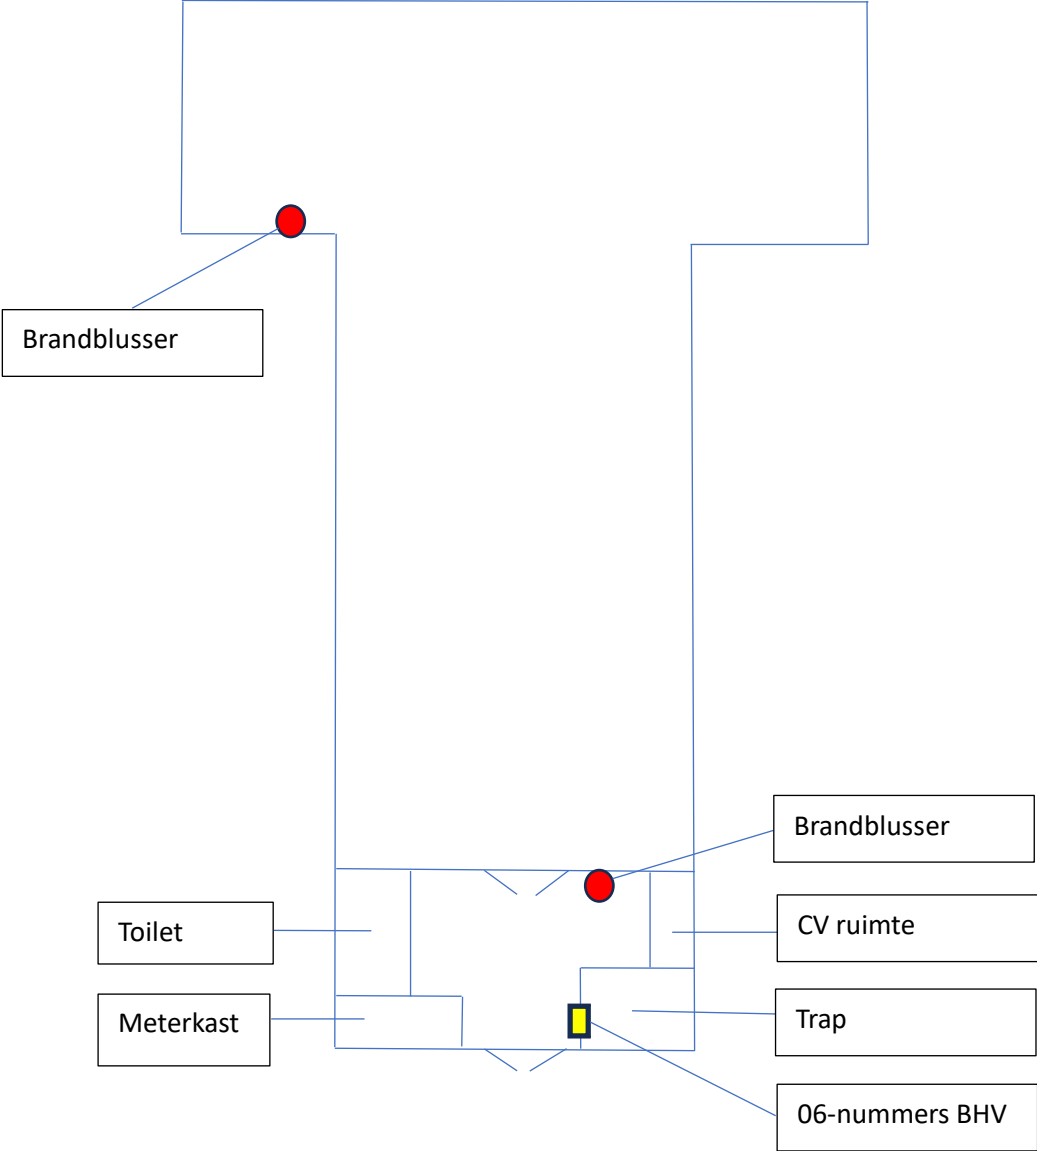 Brandblusser
Brandblusser
Toilet
CV ruimte
Meterkast
Trap
06-nummers BHV